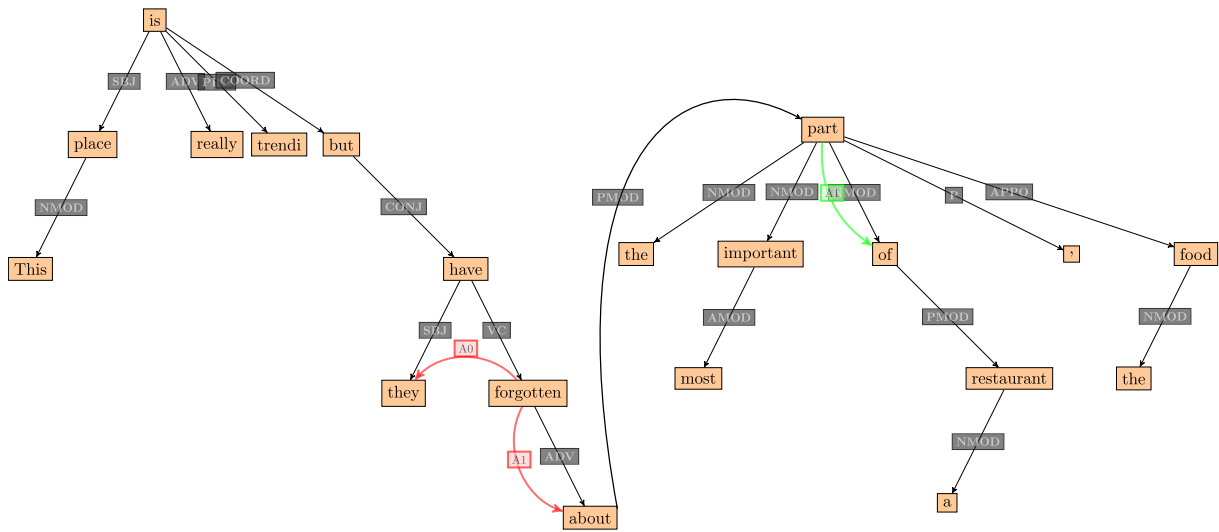 is
SBJ
ADV
COORD
place
really
trendi
but
part
NMOD
CONJ
PMOD
NMOD
NMOD
A1
P
APPO
This
have
the
important
of
,
food
SBJ
VC
AMOD
PMOD
NMOD
A0
they
forgotten
most
restaurant
the
A1
ADV
NMOD
about
a